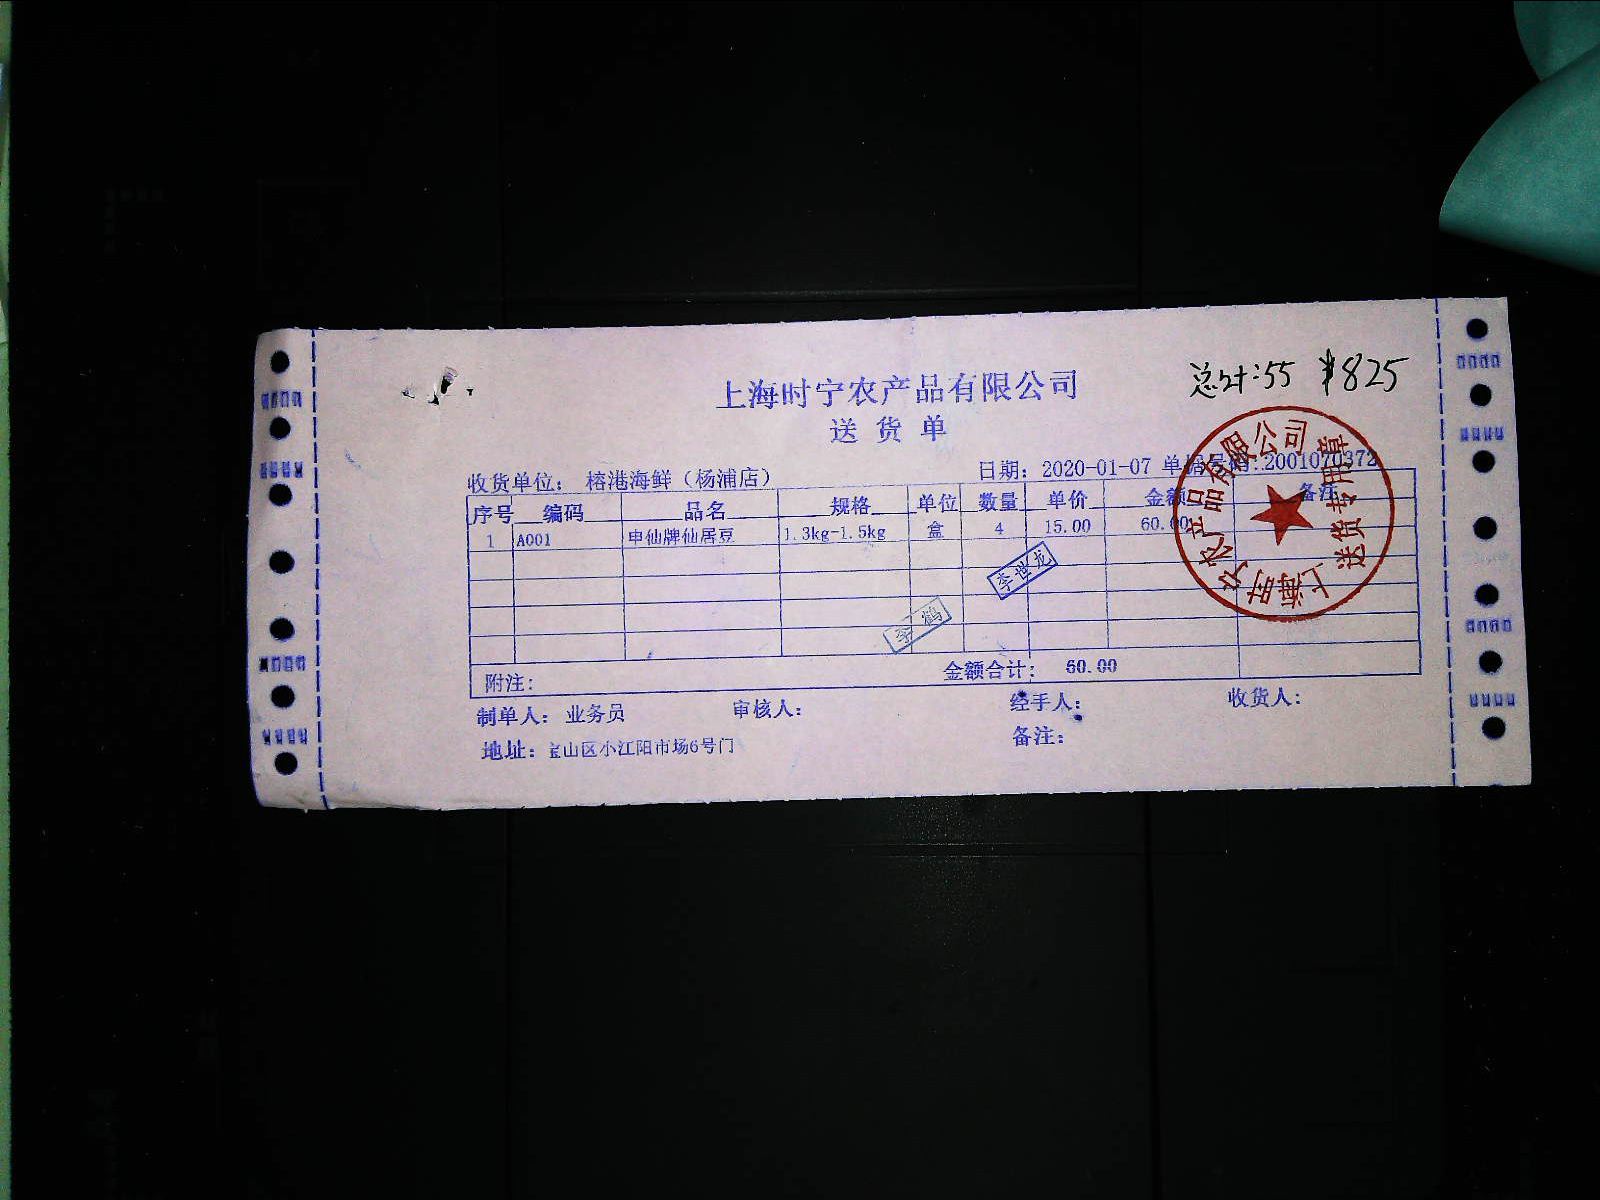 总计:55 ¥825
上海时宁农产品有限公司
送 货 单
收货单位: 榕港海鲜（杨浦店） 日期: 2020-01-07 单据号码:2001070372
序号 编码 品名 规格 单位 数量 单价 金额 备注
1 A001 申仙牌仙居豆 1.3kg-1.5kg 盒 4 15.00 60.00
李世龙
李鹤
附注: 金额合计: 60.00
制单人: 业务员 审核人: 经手人: 收货人:
地址: 宝山区小江阳市场6号门 备注:
上海时宁农产品有限公司
送货专用章